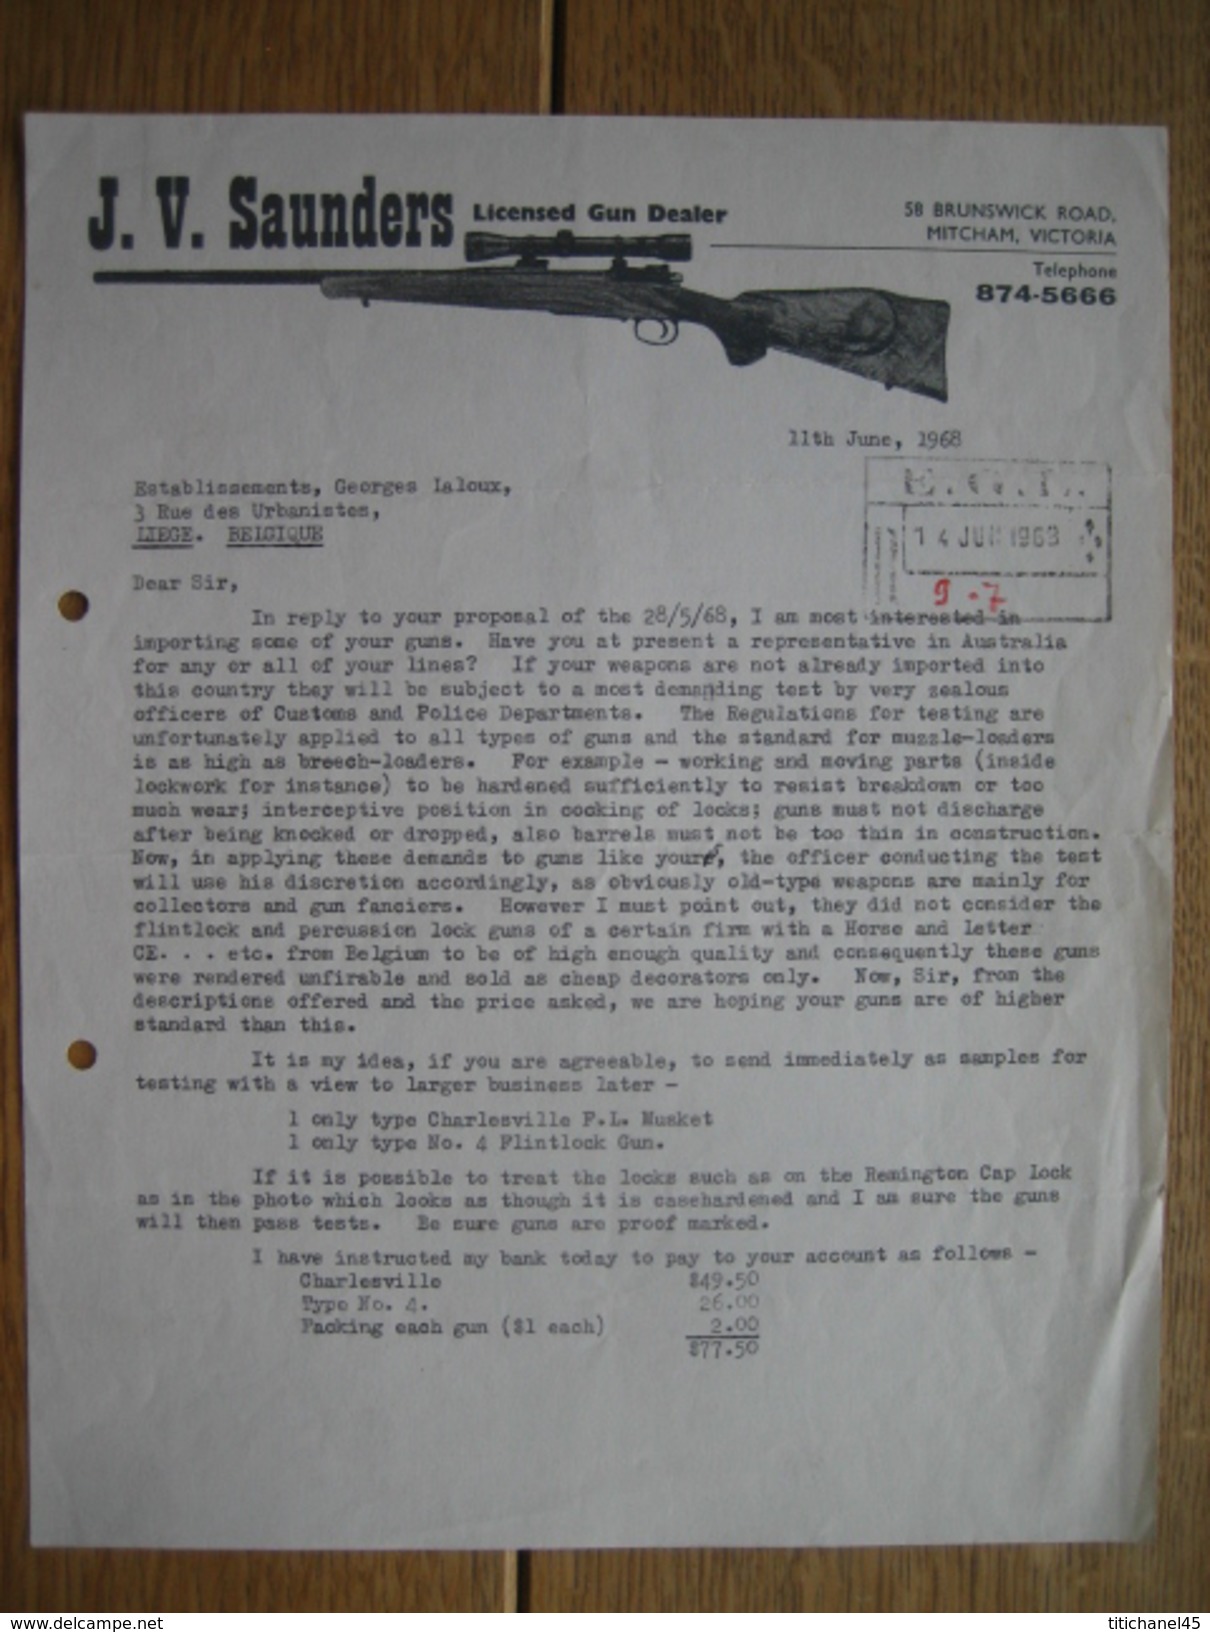 J. V. Saunders
Licensed Gun Dealer
58 BRUNSWICK ROAD,
MITCHAM, VICTORIA
Telephone
874-5666
11th June, 1968
Establissements, Georges Laloux,
3 Rue des Urbanistes,
LIEGE. BELGIQUE
14 JUN 1968
9.7
Dear Sir,
In reply to your proposal of the 28/5/68, I am most interested in
importing some of your guns. Have you at present a representative in Australia
for any or all of your lines? If your weapons are not already imported into
this country they will be subject to a most demanding test by very zealous
officers of Customs and Police Departments. The Regulations for testing are
unfortunately applied to all types of guns and the standard for muzzle-loaders
is as high as breech-loaders. For example - working and moving parts (inside
lockwork for instance) to be hardened sufficiently to resist breakdown or too
much wear; interceptive position in cocking of locks; guns must not discharge
after being knocked or dropped, also barrels must not be too thin in construction.
Now, in applying these demands to guns like yours, the officer conducting the test
will use his discretion accordingly, as obviously old-type weapons are mainly for
collectors and gun fanciers. However I must point out, they did not consider the
flintlock and percussion lock guns of a certain firm with a Horse and letter
CE. . . etc. from Belgium to be of high enough quality and consequently these guns
were rendered unfirable and sold as cheap decorators only. Now, Sir, from the
descriptions offered and the price asked, we are hoping your guns are of higher
standard than this.
It is my idea, if you are agreeable, to send immediately as samples for
testing with a view to larger business later -
1 only type Charlesville F.L. Musket
1 only type No. 4 Flintlock Gun.
If it is possible to treat the locks such as on the Remington Cap lock
as in the photo which looks as though it is casehardened and I am sure the guns
will then pass tests. Be sure guns are proof marked.
I have instructed my bank today to pay to your account as follows -
Charlesville $49.50
Type No. 4. 26.00
Packing each gun ($1 each) 2.00
$77.50
delcampe.net
titichanel45